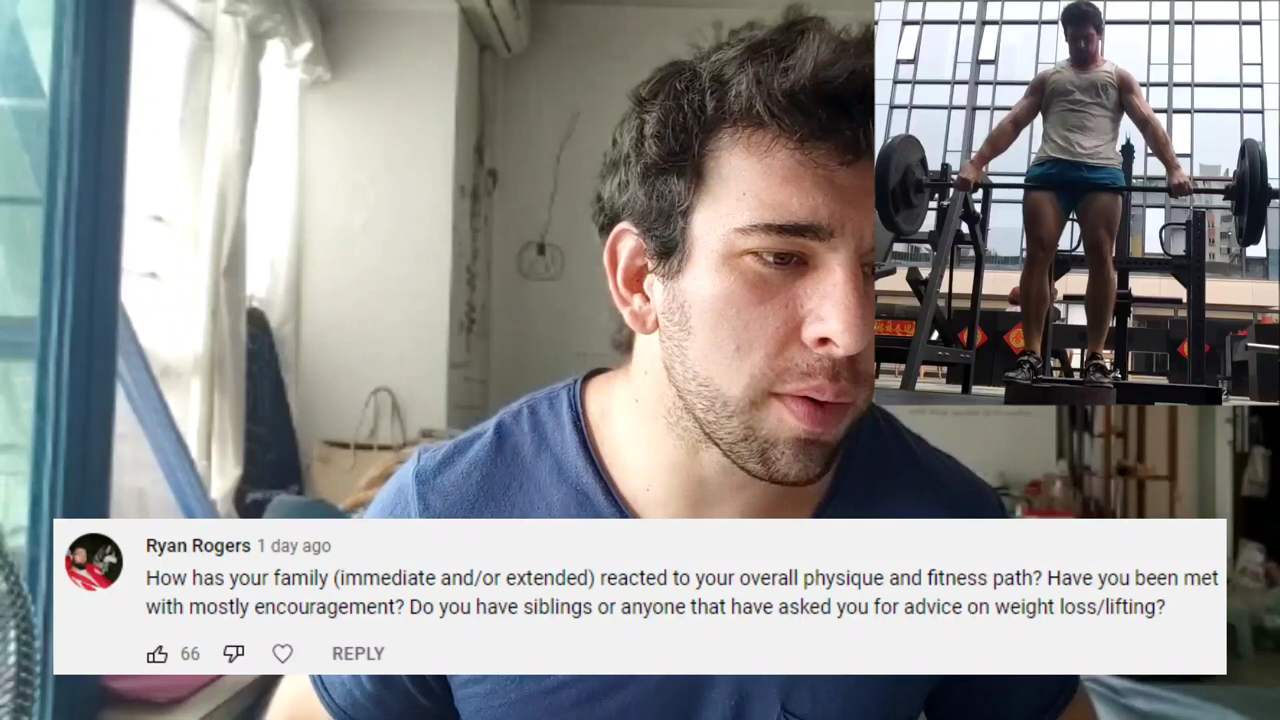 Ryan Rogers 1 day ago
How has your family (immediate and/or extended) reacted to your overall physique and fitness path? Have you been met
with mostly encouragement? Do you have siblings or anyone that have asked you for advice on weight loss/lifting?
66
REPLY